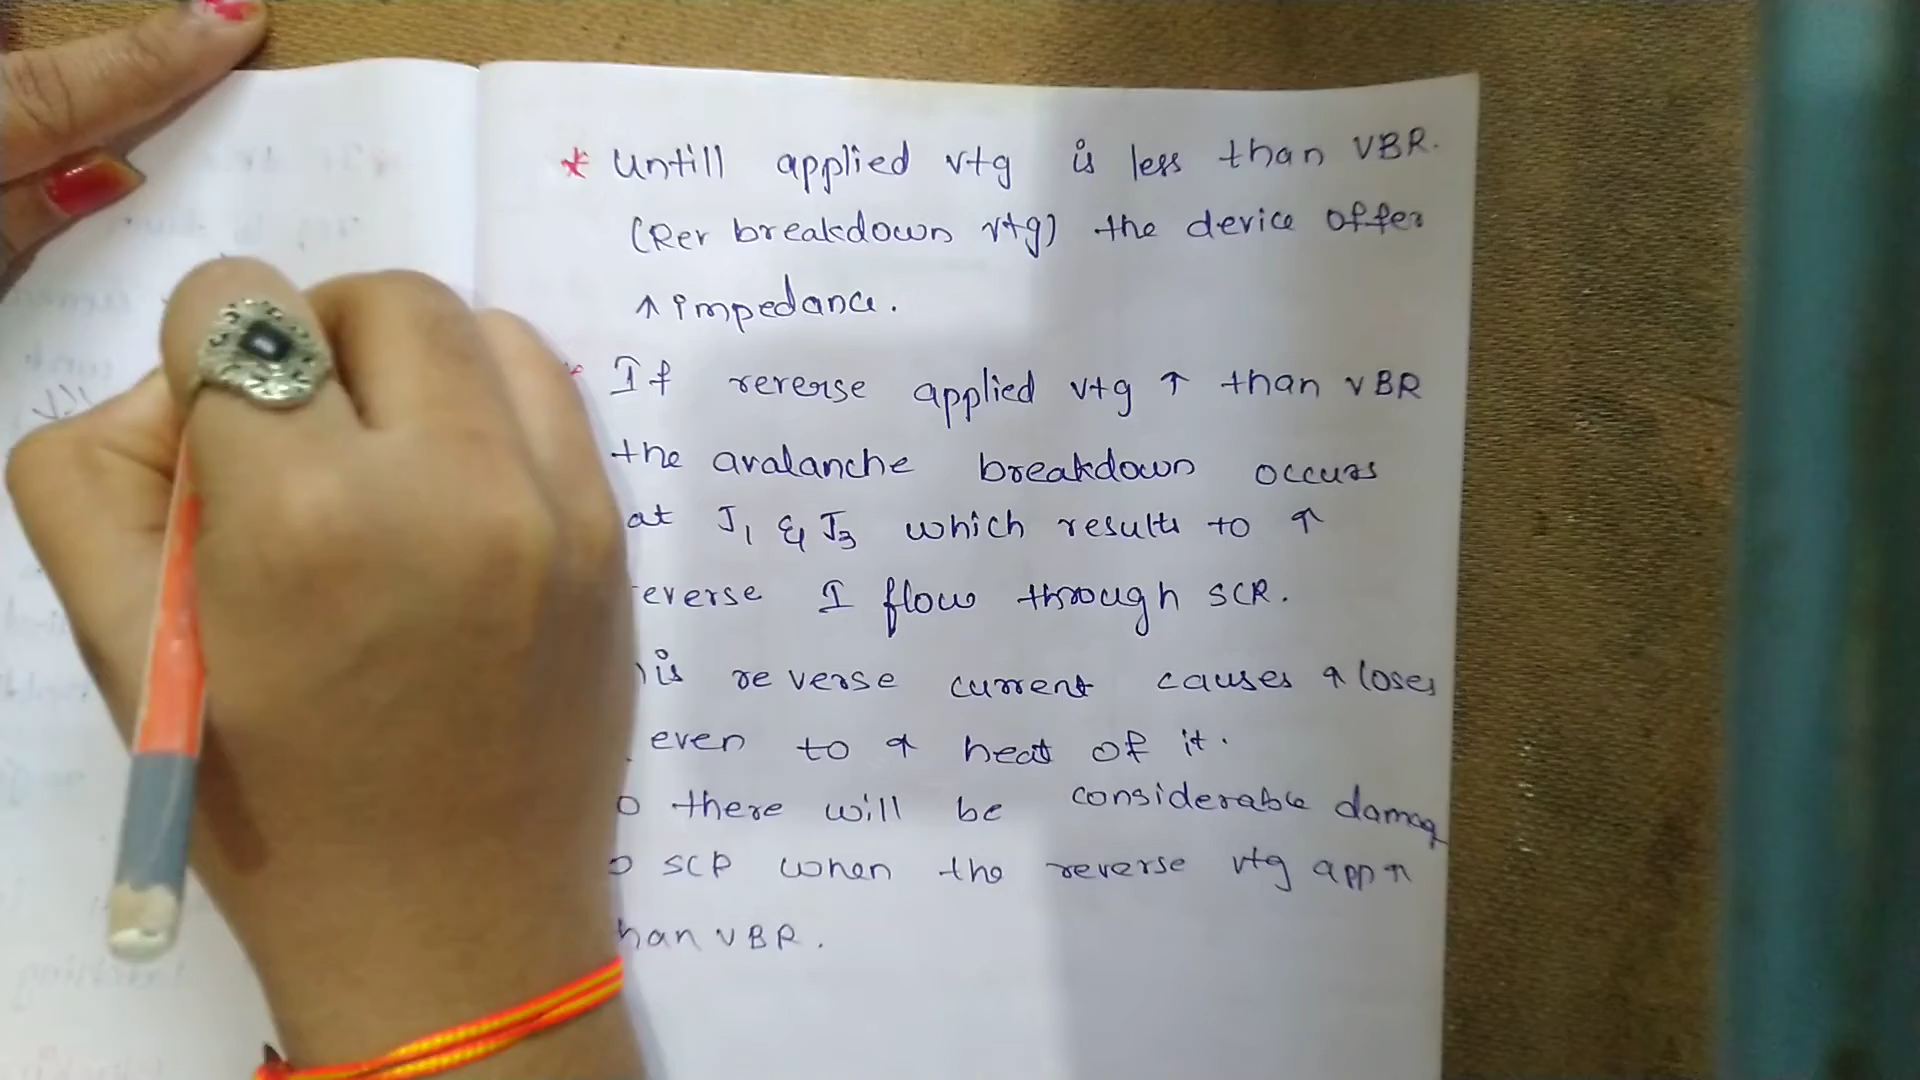 * untill applied vtg is less than VBR.
(Rev breakdown vtg) the device offer
↑ impedance.
* If reverse applied vtg ↑ than VBR
the avalanche breakdown occurs
at J₁ & J₃ which results to ↑
everse I flow through SCR.
is reverse current causes ↑ loses
even to ↑ heat of it.
o there will be considerable damag
o SCR when the reverse vtg app ↑
han VBR.